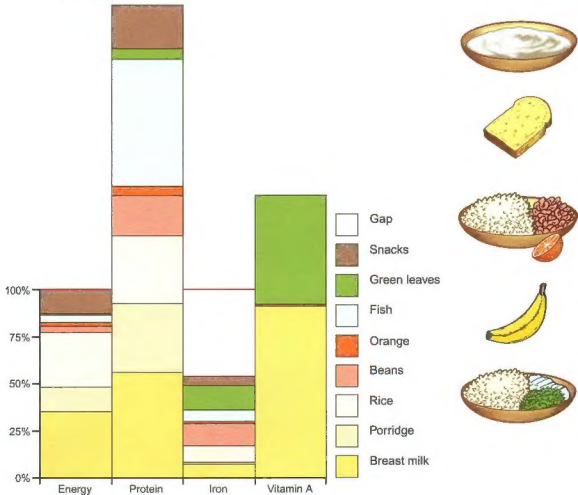 Gap
Snacks
Green leaves
Fish
Orange
Beans
Rice
Porridge
Breast milk
100%
75%
50%
25%
0%
Energy Protein Iron Vitamin A